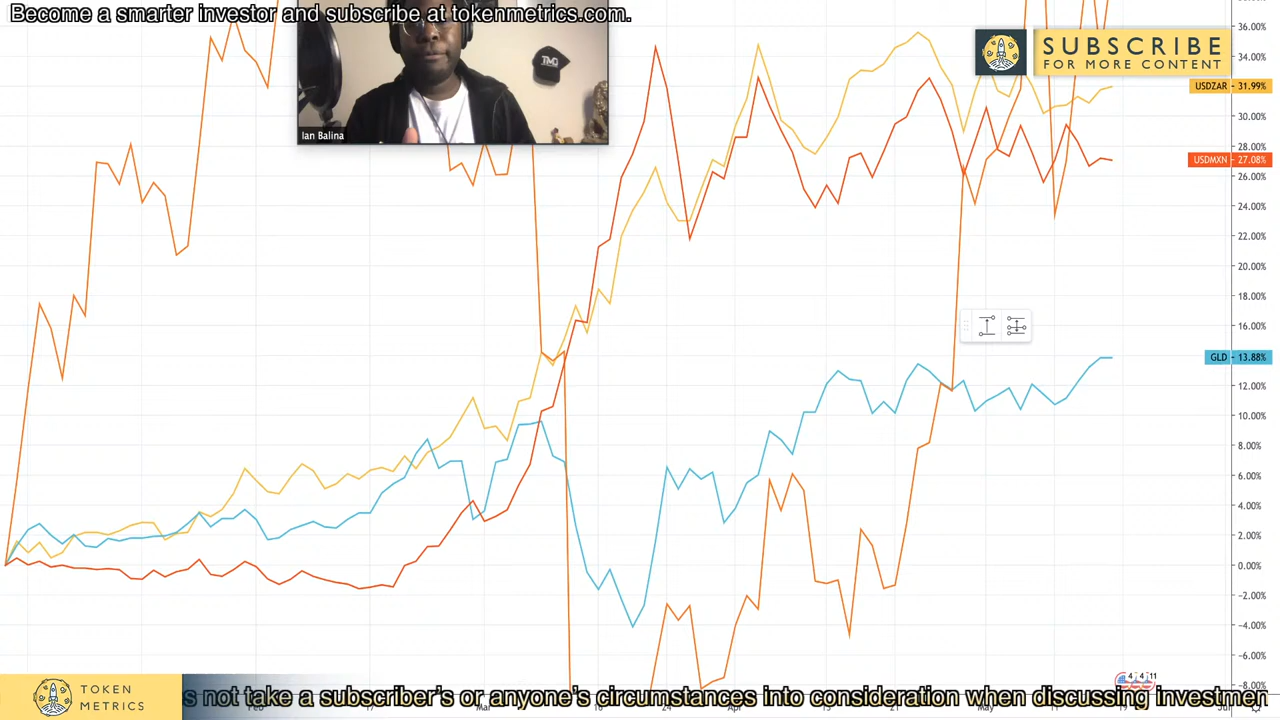 Become a smarter investor and subscribe at tokenmetrics.com.
TMC
Ian Balina
SUBSCRIBE
FOR MORE CONTENT
36.00%
34.00%
USDZAR 31.99%
30.00%
28.00%
USDMXN 27.08%
26.00%
24.00%
22.00%
20.00%
18.00%
16.00%
GLD 13.88%
12.00%
10.00%
8.00%
6.00%
4.00%
2.00%
0.00%
-2.00%
-4.00%
-6.00%
-8.00%
4 4 11
TOKEN
METRICS
s not take a subscriber's or anyone's circumstances into consideration when discussing investmen